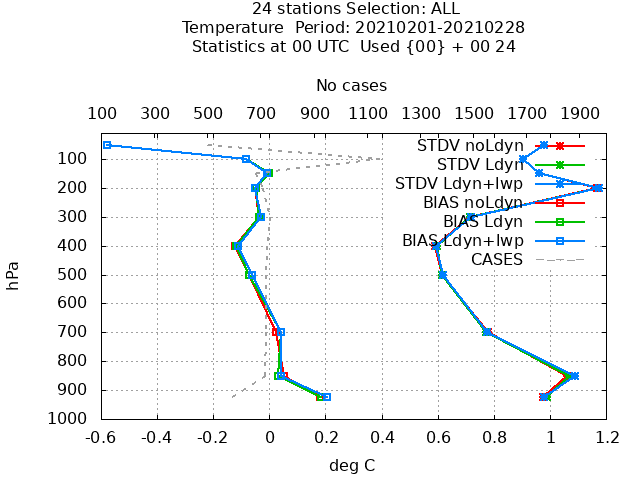 24 stations Selection: ALL
Temperature  Period: 20210201-20210228
Statistics at 00 UTC  Used {00} + 00 24
No cases
100 300 500 700 900 1100 1300 1500 1700 1900
STDV noLdyn
STDV Ldyn
STDV Ldyn+lwp
BIAS noLdyn
BIAS Ldyn
BIAS Ldyn+lwp
CASES
hPa
100
200
300
400
500
600
700
800
900
1000
-0.6 -0.4 -0.2 0 0.2 0.4 0.6 0.8 1 1.2
deg C